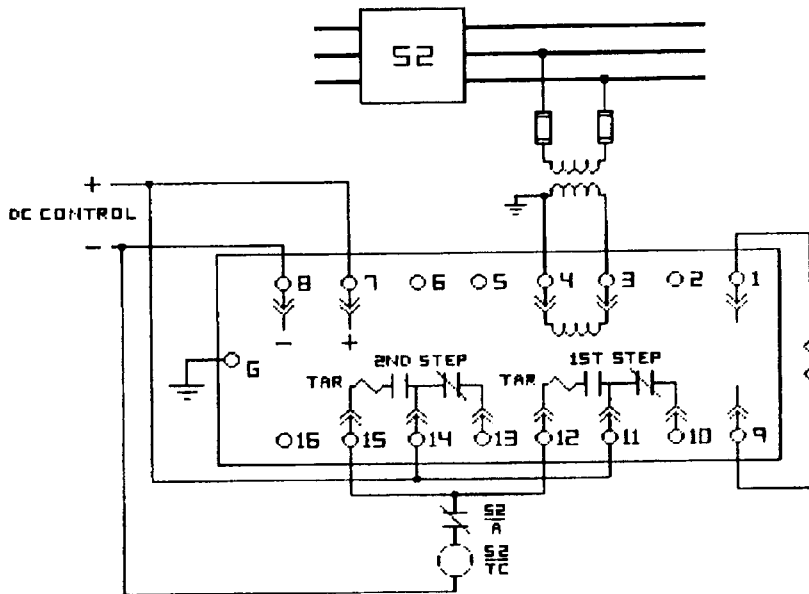 52
+
DC CONTROL
-
8 7 6 5 4 3 2 1
- +
G
2ND STEP 1ST STEP
TAR TAR
16 15 14 13 12 11 10 9
52
A
52
TC